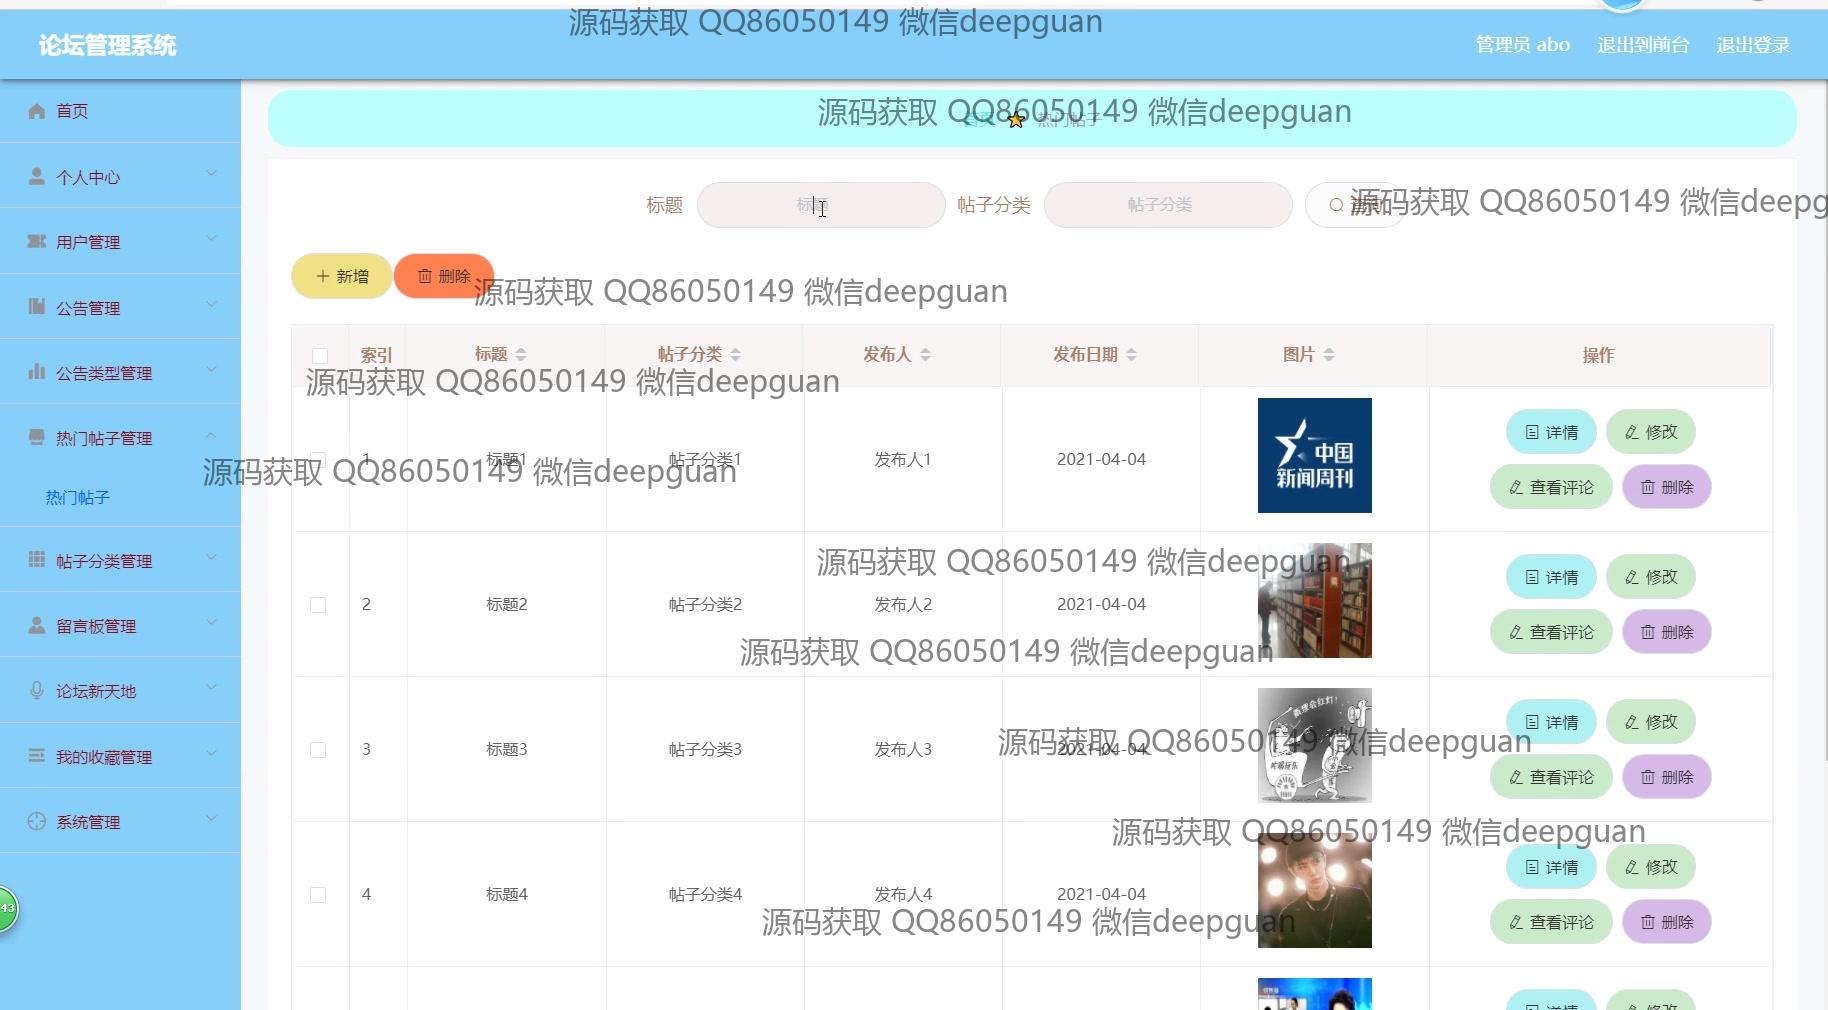 源码获取 QQ86050149 微信deepguan
论坛管理系统
管理员 abo 退出到前台 退出登录
首页
个人中心
用户管理
公告管理
公告类型管理
热门帖子管理
热门帖子
帖子分类管理
留言板管理
论坛新天地
我的收藏管理
系统管理
43
源码获取 QQ86050149 微信deepguan
首页 热门帖子
标题 标题 帖子分类 帖子分类
源码获取 QQ86050149 微信deepg
新增 删除
源码获取 QQ86050149 微信deepguan
索引 标题 帖子分类 发布人 发布日期 图片 操作
源码获取 QQ86050149 微信deepguan
1 标题1 帖子分类1 发布人1 2021-04-04
中国
新闻周刊
详情 修改
查看评论 删除
源码获取 QQ86050149 微信deepguan
源码获取 QQ86050149 微信deepguan
2 标题2 帖子分类2 发布人2 2021-04-04
详情 修改
查看评论 删除
源码获取 QQ86050149 微信deepguan
源码获取 QQ86050149 微信deepguan
3 标题3 帖子分类3 发布人3 2021-04-04
详情 修改
查看评论 删除
源码获取 QQ86050149 微信deepguan
4 标题4 帖子分类4 发布人4 2021-04-04
详情 修改
查看评论 删除
源码获取 QQ86050149 微信deepguan
详情 修改